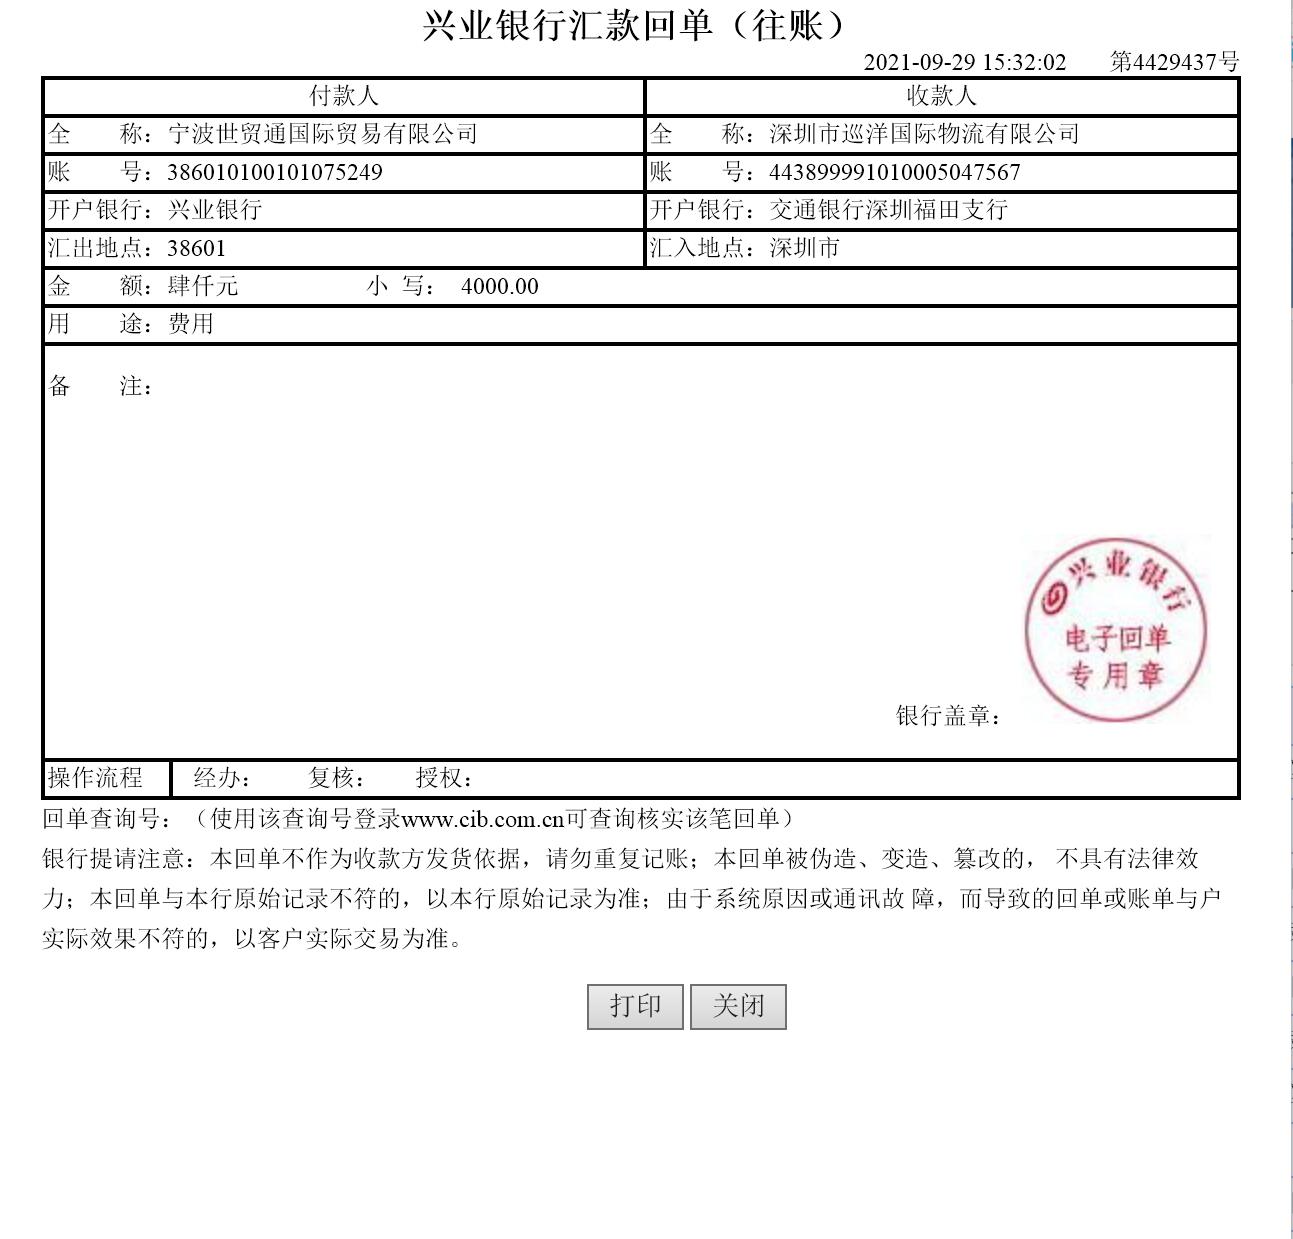 兴业银行汇款回单（往账）
2021-09-29 15:32:02 第4429437号
付款人 收款人
全 称：宁波世贸通国际贸易有限公司 全 称：深圳市巡洋国际物流有限公司
账 号：386010100101075249 账 号：443899991010005047567
开户银行：兴业银行 开户银行：交通银行深圳福田支行
汇出地点：38601 汇入地点：深圳市
金 额：肆仟元 小 写： 4000.00
用 途：费用
备 注：
兴业银行
电子回单
专用章
银行盖章：
操作流程 经办： 复核： 授权：
回单查询号：（使用该查询号登录www.cib.com.cn可查询核实该笔回单）
银行提请注意：本回单不作为收款方发货依据，请勿重复记账；本回单被伪造、变造、篡改的， 不具有法律效
力；本回单与本行原始记录不符的，以本行原始记录为准；由于系统原因或通讯故 障，而导致的回单或账单与户
实际效果不符的，以客户实际交易为准。
打印 关闭